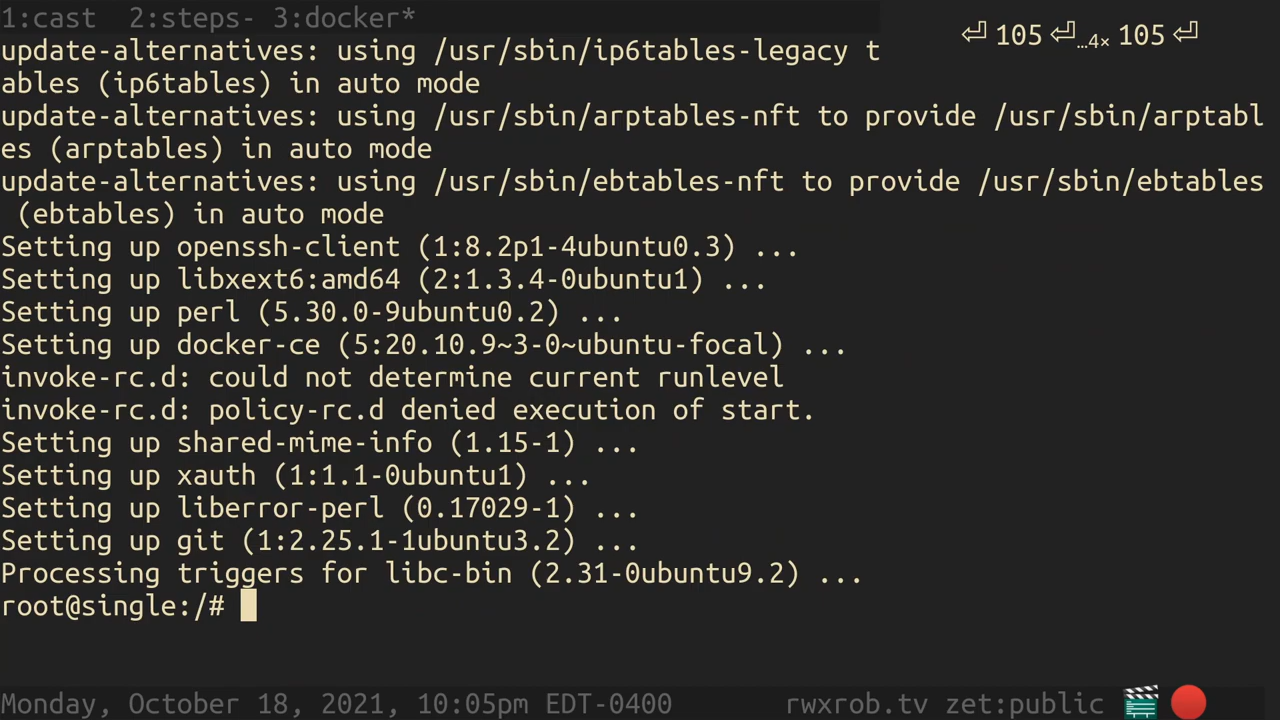 1:cast  2:steps- 3:docker*
⏎ 105 ⏎…4× 105 ⏎
update-alternatives: using /usr/sbin/ip6tables-legacy t
ables (ip6tables) in auto mode
update-alternatives: using /usr/sbin/arptables-nft to provide /usr/sbin/arptabl
es (arptables) in auto mode
update-alternatives: using /usr/sbin/ebtables-nft to provide /usr/sbin/ebtables
 (ebtables) in auto mode
Setting up openssh-client (1:8.2p1-4ubuntu0.3) ...
Setting up libxext6:amd64 (2:1.3.4-0ubuntu1) ...
Setting up perl (5.30.0-9ubuntu0.2) ...
Setting up docker-ce (5:20.10.9~3-0~ubuntu-focal) ...
invoke-rc.d: could not determine current runlevel
invoke-rc.d: policy-rc.d denied execution of start.
Setting up shared-mime-info (1.15-1) ...
Setting up xauth (1:1.1-0ubuntu1) ...
Setting up liberror-perl (0.17029-1) ...
Setting up git (1:2.25.1-1ubuntu3.2) ...
Processing triggers for libc-bin (2.31-0ubuntu9.2) ...
root@single:/#
Monday, October 18, 2021, 10:05pm EDT-0400 rwxrob.tv zet:public